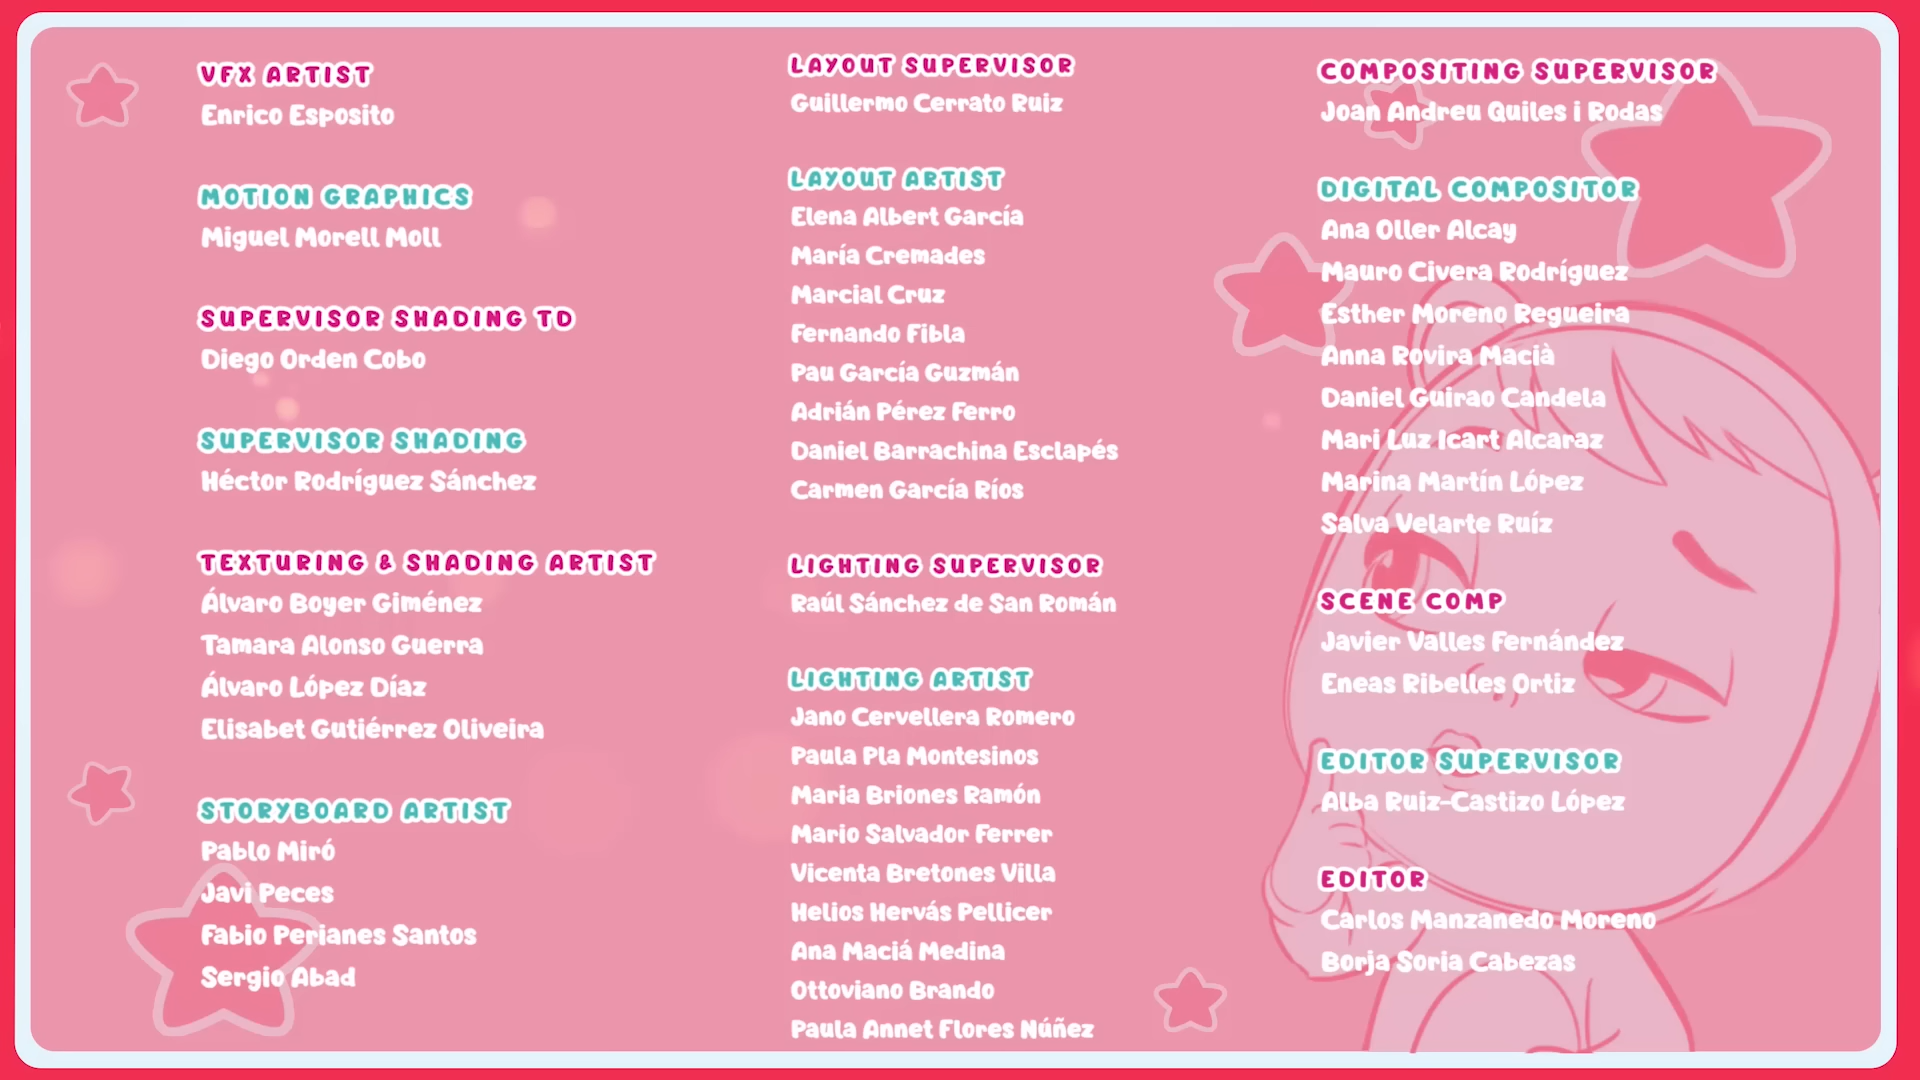 VFX ARTIST
Enrico Esposito
MOTION GRAPHICS
Miguel Morell Moll
SUPERVISOR SHADING TD
Diego Orden Cobo
SUPERVISOR SHADING
Héctor Rodríguez Sánchez
TEXTURING & SHADING ARTIST
Álvaro Boyer Giménez
Tamara Alonso Guerra
Álvaro López Díaz
Elisabet Gutiérrez Oliveira
STORYBOARD ARTIST
Pablo Miró
Javi Peces
Fabio Perianes Santos
Sergio Abad
LAYOUT SUPERVISOR
Guillermo Cerrato Ruiz
LAYOUT ARTIST
Elena Albert García
María Cremades
Marcial Cruz
Fernando Fibla
Pau García Guzmán
Adrián Pérez Ferro
Daniel Barrachina Esclapés
Carmen García Ríos
LIGHTING SUPERVISOR
Raúl Sánchez de San Román
LIGHTING ARTIST
Jano Cervellera Romero
Paula Pla Montesinos
Maria Briones Ramón
Mario Salvador Ferrer
Vicenta Bretones Villa
Helios Hervás Pellicer
Ana Maciá Medina
Ottoviano Brando
Paula Annet Flores Núñez
COMPOSITING SUPERVISOR
Joan Andreu Quiles i Rodas
DIGITAL COMPOSITOR
Ana Oller Alcay
Mauro Civera Rodríguez
Esther Moreno Regueira
Anna Rovira Macià
Daniel Guirao Candela
Mari Luz Icart Alcaraz
Marina Martín López
Salva Velarte Ruíz
SCENE COMP
Javier Valles Fernández
Eneas Ribelles Ortiz
EDITOR SUPERVISOR
Alba Ruiz-Castizo López
EDITOR
Carlos Manzanedo Moreno
Borja Soria Cabezas